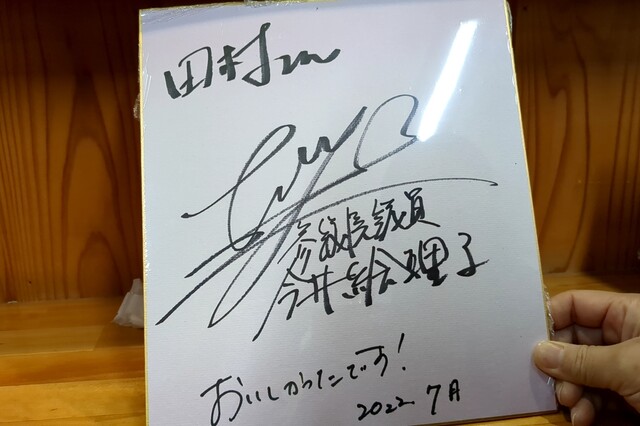 田村さん
参議院議員
今井絵理子
おいしかったです!
2022 7月